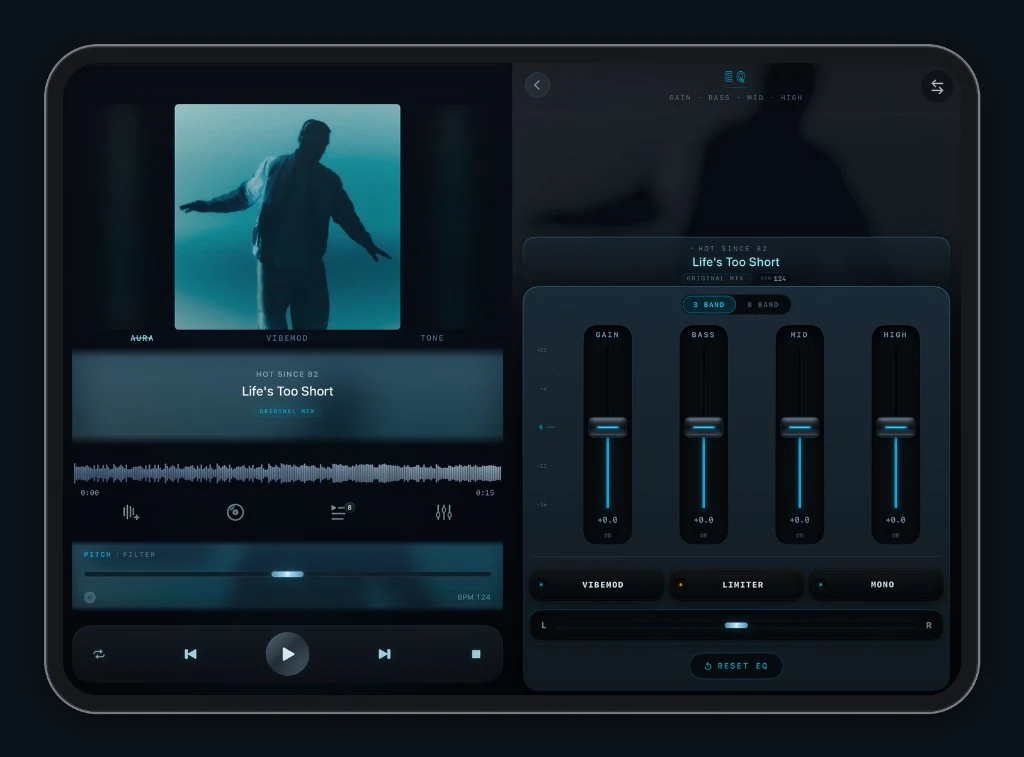 AURA VIBEMOD TONE
HOT SINCE 82
Life's Too Short
ORIGINAL MIX
0:00 0:15
8
PITCH / FILTER
BPM 124
EQ
GAIN · BASS · MID · HIGH
HOT SINCE 82
Life's Too Short
ORIGINAL MIX BPM 124
3 BAND 8 BAND
GAIN BASS MID HIGH
+12
0
-12
+0.0 +0.0 +0.0 +0.0
dB dB dB dB
VIBEMOD LIMITER MONO
L R
RESET EQ